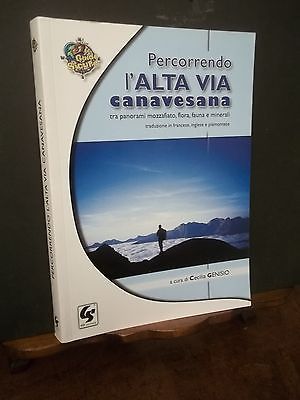 Percorrendo
l'ALTA VIA
canavesana
tra panorami mozzafiato, flora, fauna e minerali
traduzione in francese, inglese e piemontese
a cura di Cecilia GENISIO
PERCORRENDO L'ALTA VIA CANAVESANA